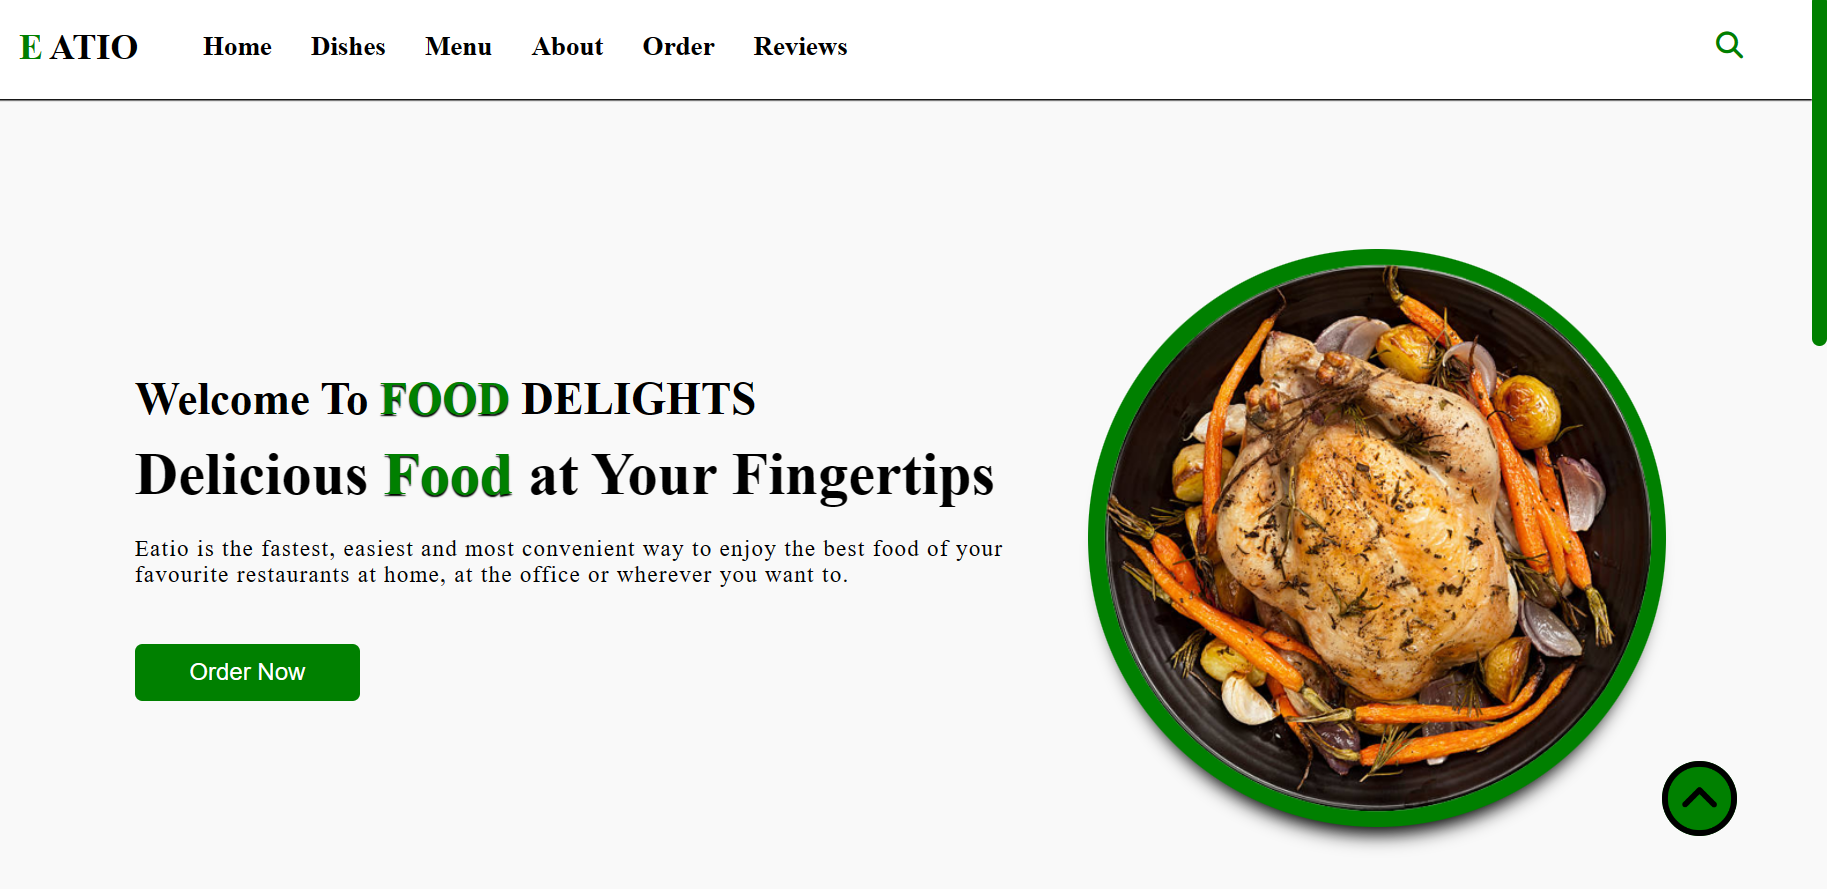 E ATIO Home Dishes Menu About Order Reviews
Welcome To FOOD DELIGHTS
Delicious Food at Your Fingertips
Eatio is the fastest, easiest and most convenient way to enjoy the best food of your
favourite restaurants at home, at the office or wherever you want to.
Order Now